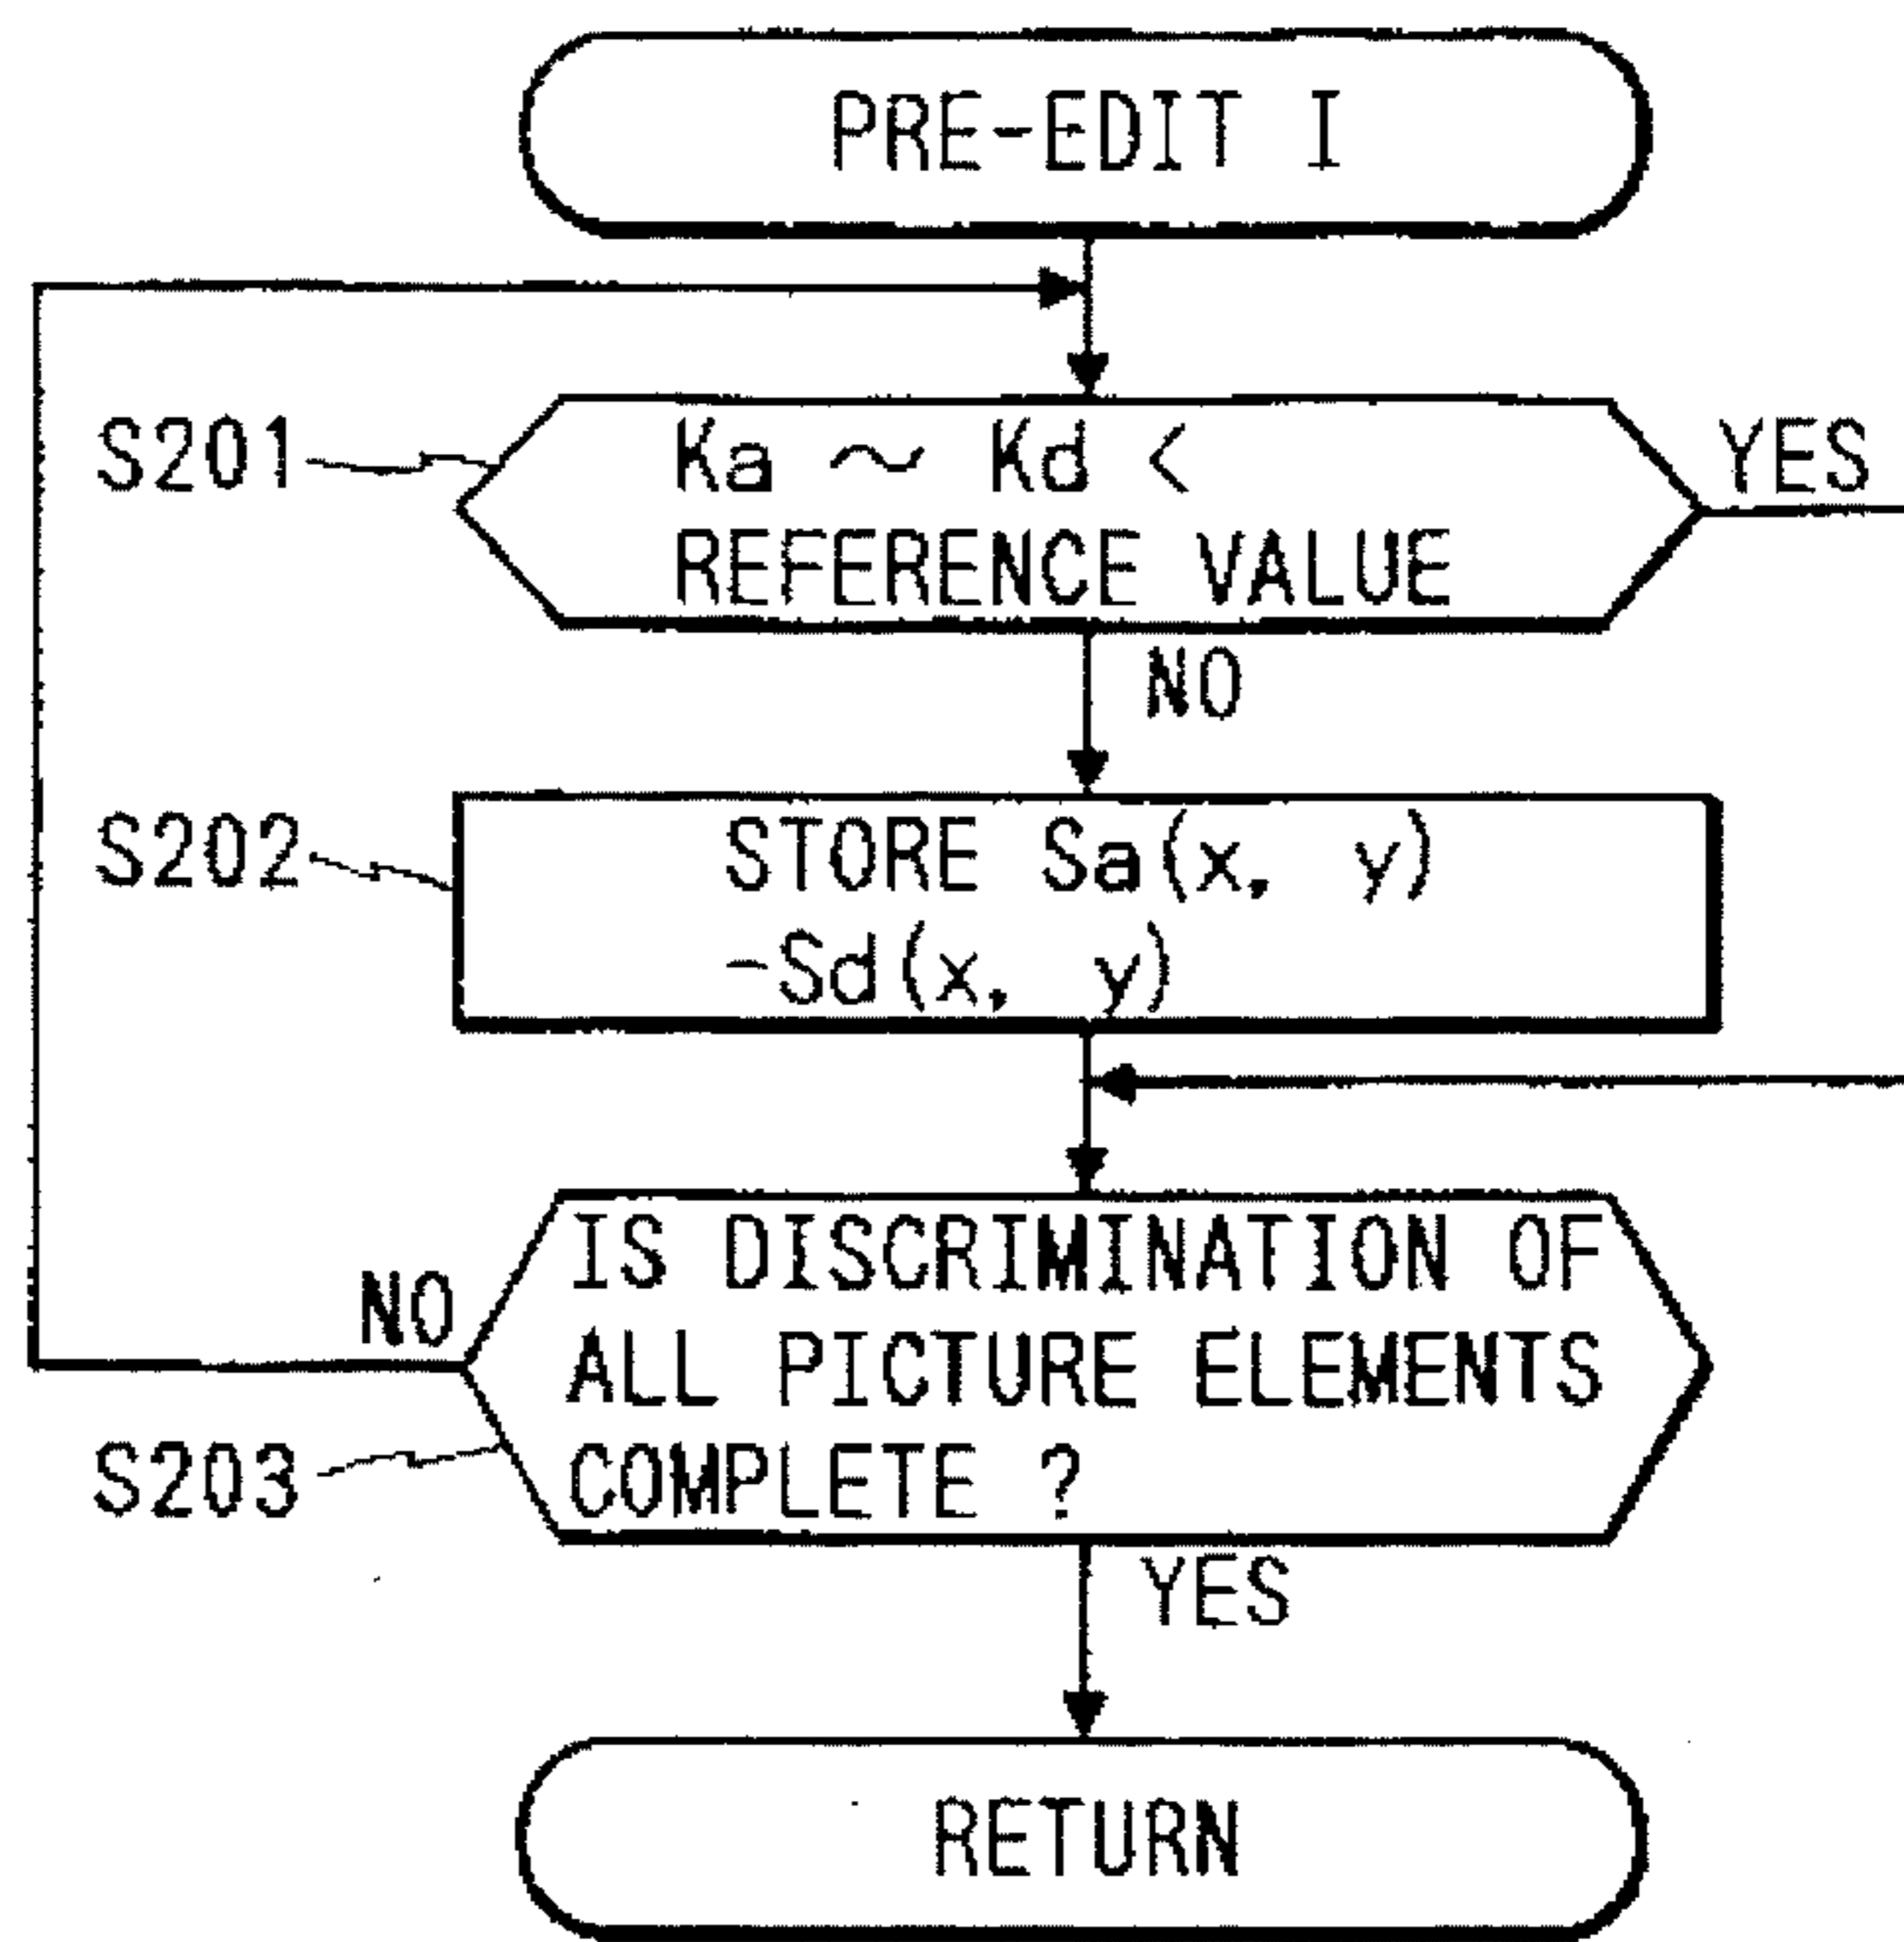 PRE-EDIT I
S201
Ka ~ Kd <
REFERENCE VALUE
YES
NO
S202
STORE Sa(x, y)
-Sd(x, y)
IS DISCRIMINATION OF
ALL PICTURE ELEMENTS
COMPLETE ?
NO
S203
YES
RETURN